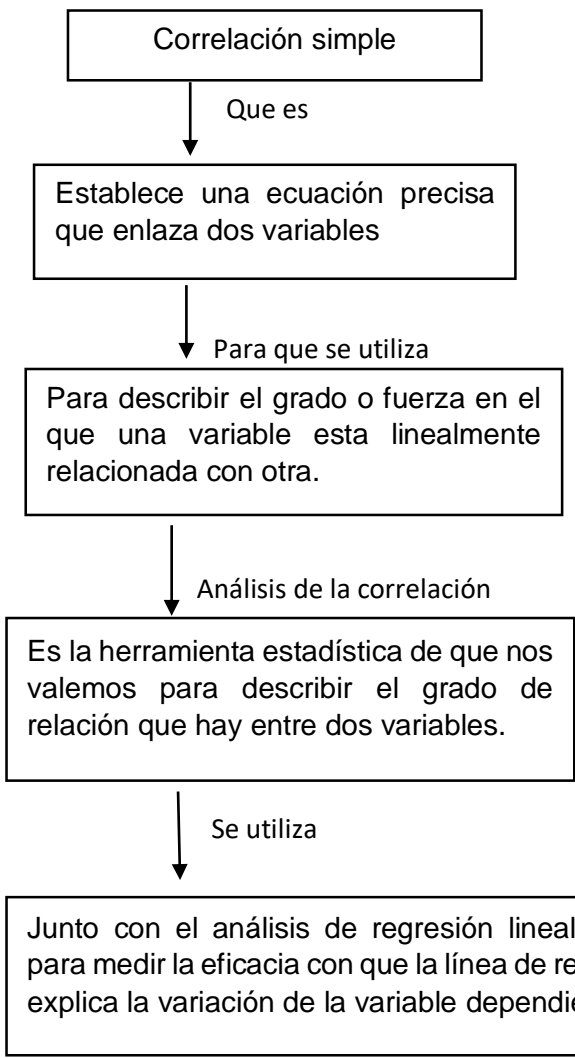 Correlación simple
Que es
Establece una ecuación precisa
que enlaza dos variables
Para que se utiliza
Para describir el grado o fuerza en el
que una variable esta linealmente
relacionada con otra.
Análisis de la correlación
Es la herramienta estadística de que nos
valemos para describir el grado de
relación que hay entre dos variables.
Se utiliza
Junto con el análisis de regresión lineal
para medir la eficacia con que la línea de
explica la variación de la variable